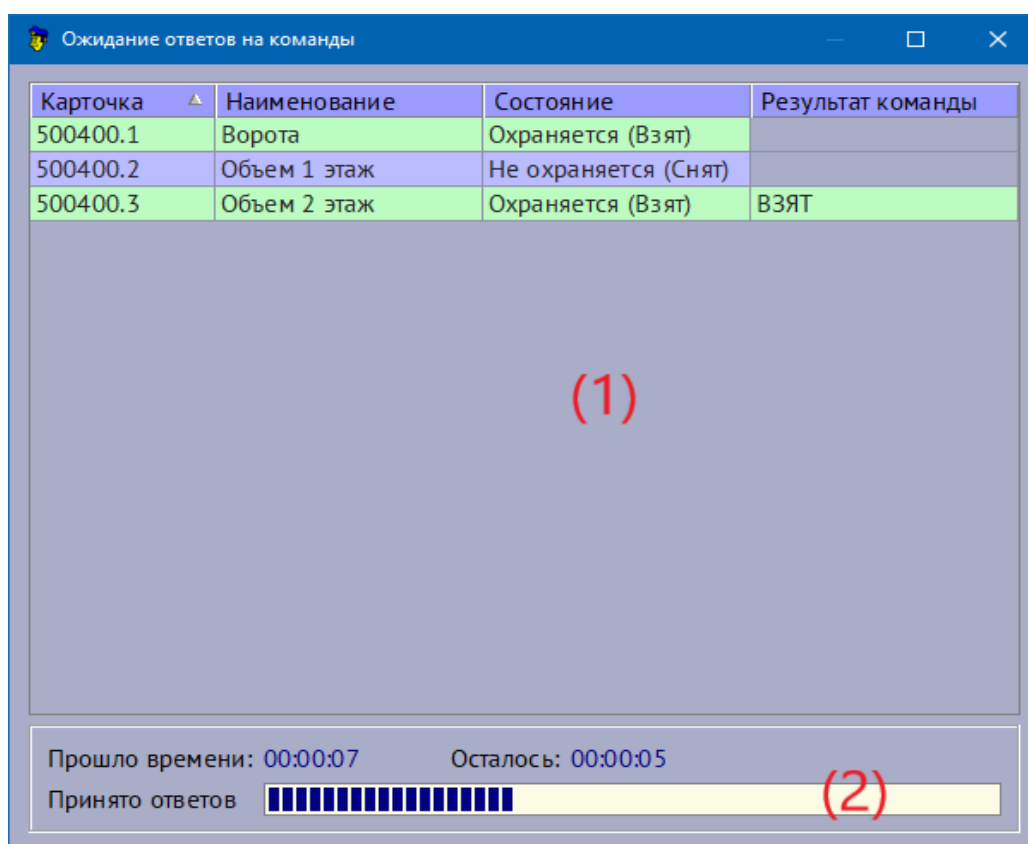 Ожидание ответов на команды
Карточка Наименование Состояние Результат команды
500400.1 Ворота Охраняется (Взят)
500400.2 Объем 1 этаж Не охраняется (Снят)
500400.3 Объем 2 этаж Охраняется (Взят) ВЗЯТ
(1)
Прошло времени: 00:00:07 Осталось: 00:00:05
Принято ответов (2)